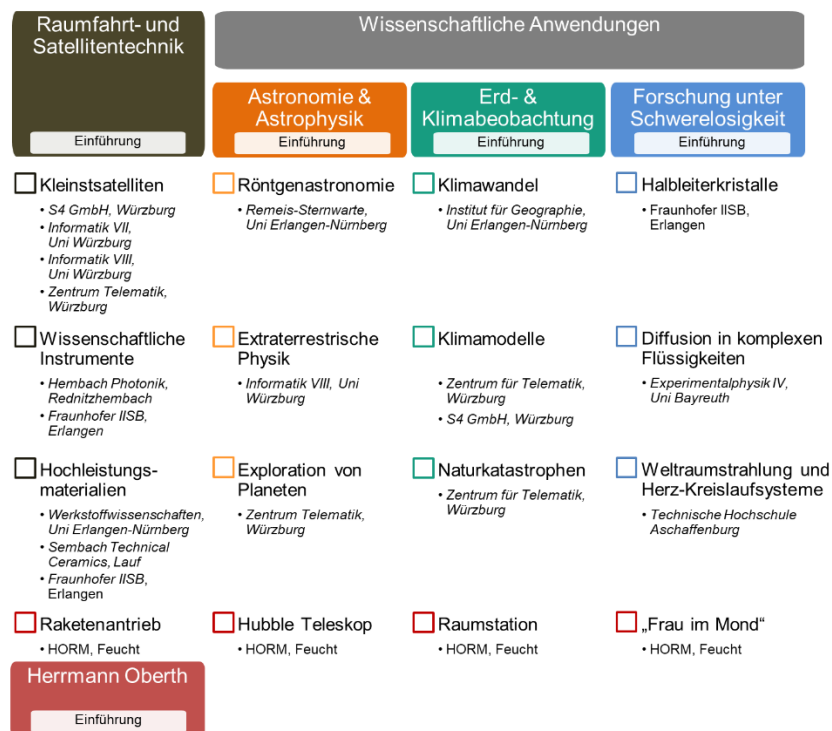 Raumfahrt- und
Satellitentechnik
Einführung
Wissenschaftliche Anwendungen
Astronomie &
Astrophysik
Einführung
Erd- &
Klimabeobachtung
Einführung
Forschung unter
Schwerelosigkeit
Einführung
Kleinstsatelliten
• S4 GmbH, Würzburg
• Informatik VII,
Uni Würzburg
• Informatik VIII,
Uni Würzburg
• Zentrum Telematik,
Würzburg
Röntgenastronomie
• Remeis-Sternwarte,
Uni Erlangen-Nürnberg
Klimawandel
• Institut für Geographie,
Uni Erlangen-Nürnberg
Halbleiterkristalle
• Fraunhofer IISB,
Erlangen
Wissenschaftliche
Instrumente
• Hembach Photonik,
Rednitzhembach
• Fraunhofer IISB,
Erlangen
Extraterrestrische
Physik
• Informatik VIII, Uni
Würzburg
Klimamodelle
• Zentrum für Telematik,
Würzburg
• S4 GmbH, Würzburg
Diffusion in komplexen
Flüssigkeiten
• Experimentalphysik IV,
Uni Bayreuth
Hochleistungs-
materialien
• Werkstoffwissenschaften,
Uni Erlangen-Nürnberg
• Sembach Technical
Ceramics, Lauf
• Fraunhofer IISB,
Erlangen
Exploration von
Planeten
• Zentrum Telematik,
Würzburg
Naturkatastrophen
• Zentrum für Telematik,
Würzburg
Weltraumstrahlung und
Herz-Kreislaufsysteme
• Technische Hochschule
Aschaffenburg
Raketenantrieb
• HORM, Feucht
Hubble Teleskop
• HORM, Feucht
Raumstation
• HORM, Feucht
„Frau im Mond“
• HORM, Feucht
Herrmann Oberth
Einführung